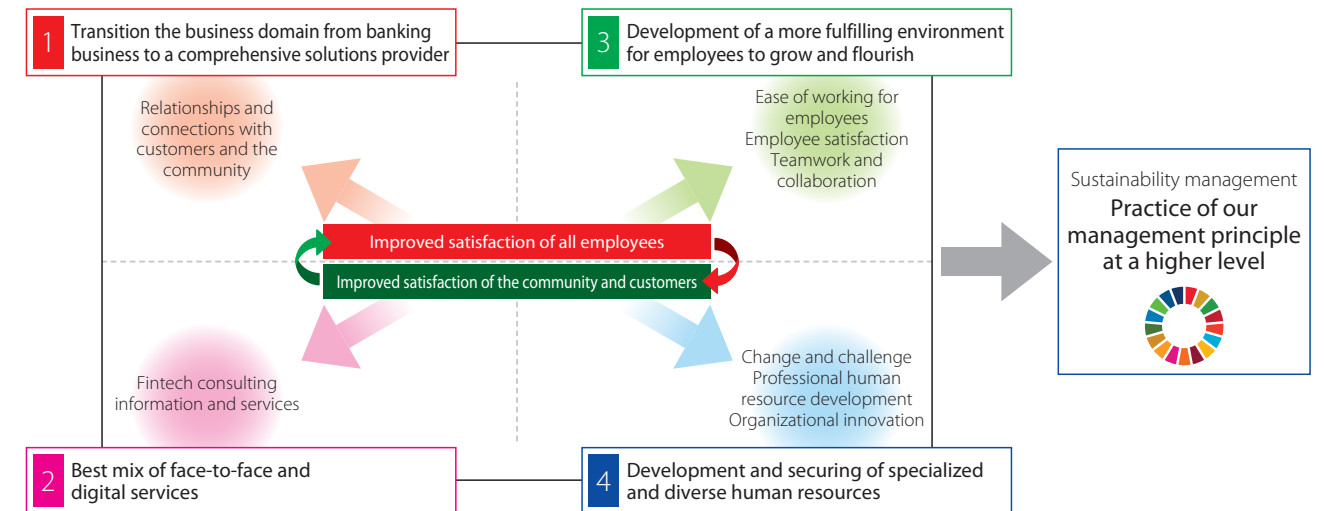 1
Transition the business domain from banking
business to a comprehensive solutions provider
3
Development of a more fulfilling environment
for employees to grow and flourish
Relationships and
connections with
customers and the
community
Ease of working for
employees
Employee satisfaction
Teamwork and
collaboration
Improved satisfaction of all employees
Improved satisfaction of the community and customers
Fintech consulting
information and services
Change and challenge
Professional human
resource development
Organizational innovation
2
Best mix of face-to-face and
digital services
4
Development and securing of specialized
and diverse human resources
Sustainability management
Practice of our
management principle
at a higher level